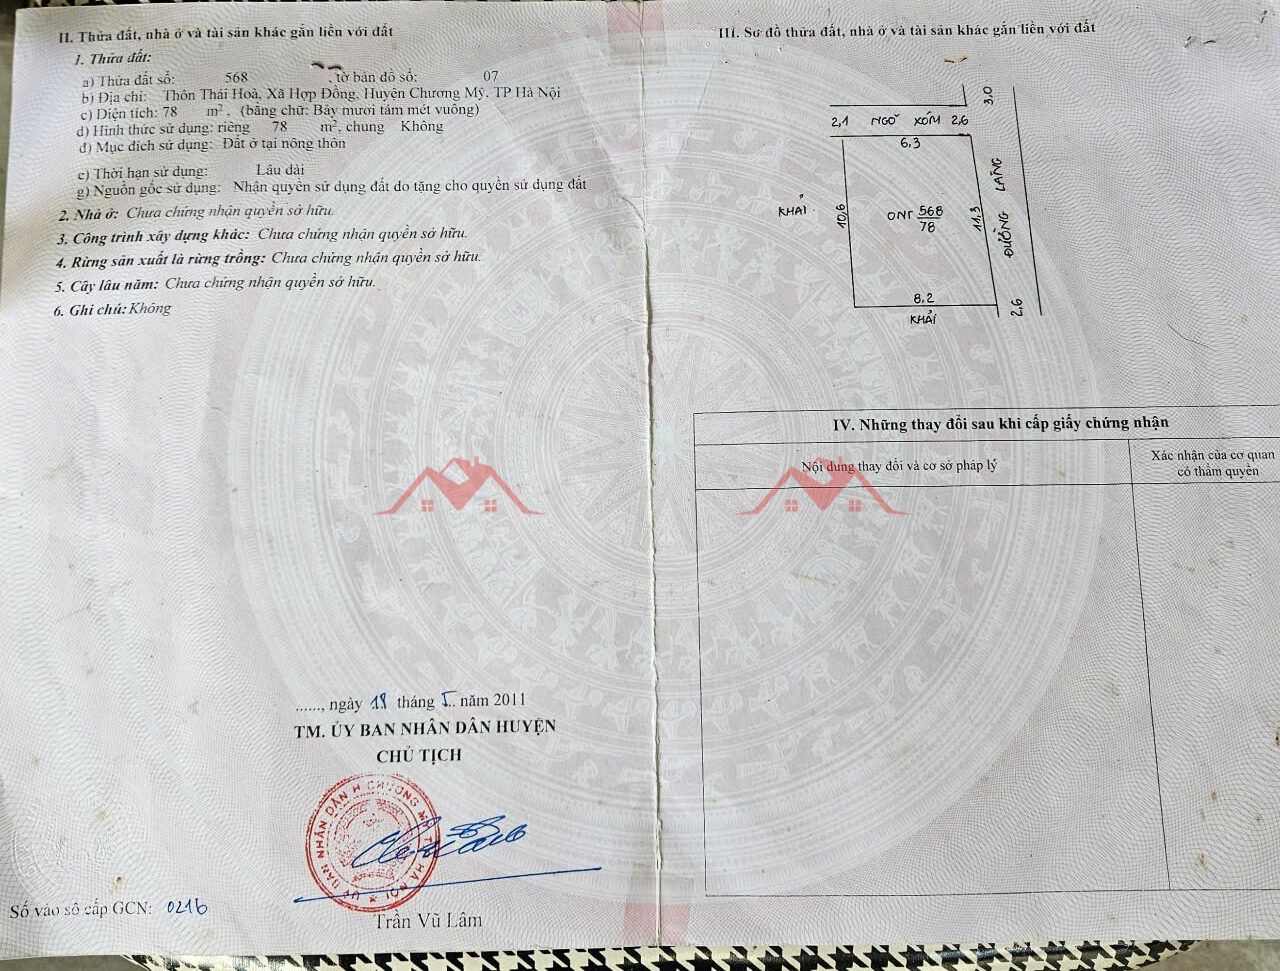 II. Thửa đất, nhà ở và tài sản khác gắn liền với đất
1. Thửa đất:
a) Thửa đất số: 568 , tờ bản đồ số: 07
b) Địa chỉ: Thôn Thái Hoà, Xã Hợp Đồng, Huyện Chương Mỹ, TP Hà Nội
c) Diện tích: 78 m², (bằng chữ: Bảy mươi tám mét vuông)
d) Hình thức sử dụng: riêng 78 m², chung Không
đ) Mục đích sử dụng: Đất ở tại nông thôn
e) Thời hạn sử dụng: Lâu dài
g) Nguồn gốc sử dụng: Nhận quyền sử dụng đất do tặng cho quyền sử dụng đất
2. Nhà ở: Chưa chứng nhận quyền sở hữu.
3. Công trình xây dựng khác: Chưa chứng nhận quyền sở hữu.
4. Rừng sản xuất là rừng trồng: Chưa chứng nhận quyền sở hữu.
5. Cây lâu năm: Chưa chứng nhận quyền sở hữu.
6. Ghi chú: Không
......, ngày 18 tháng 5.. năm 2011
TM. ỦY BAN NHÂN DÂN HUYỆN
CHỦ TỊCH
ỦY BAN NHÂN DÂN H CHƯƠNG MỸ T HÀ NỘI
Trần Vũ Lâm
Số vào sổ cấp GCN: 0216
III. Sơ đồ thửa đất, nhà ở và tài sản khác gắn liền với đất
3,0
2,1 NGÕ XÓM 2,6
6,3
KHẢI
10,6
ONT 568
78
11,3
ĐƯỜNG LÀNG
8,2
KHẢI
2,6
IV. Những thay đổi sau khi cấp giấy chứng nhận
Nội dung thay đổi và cơ sở pháp lý
Xác nhận của cơ quan
có thẩm quyền